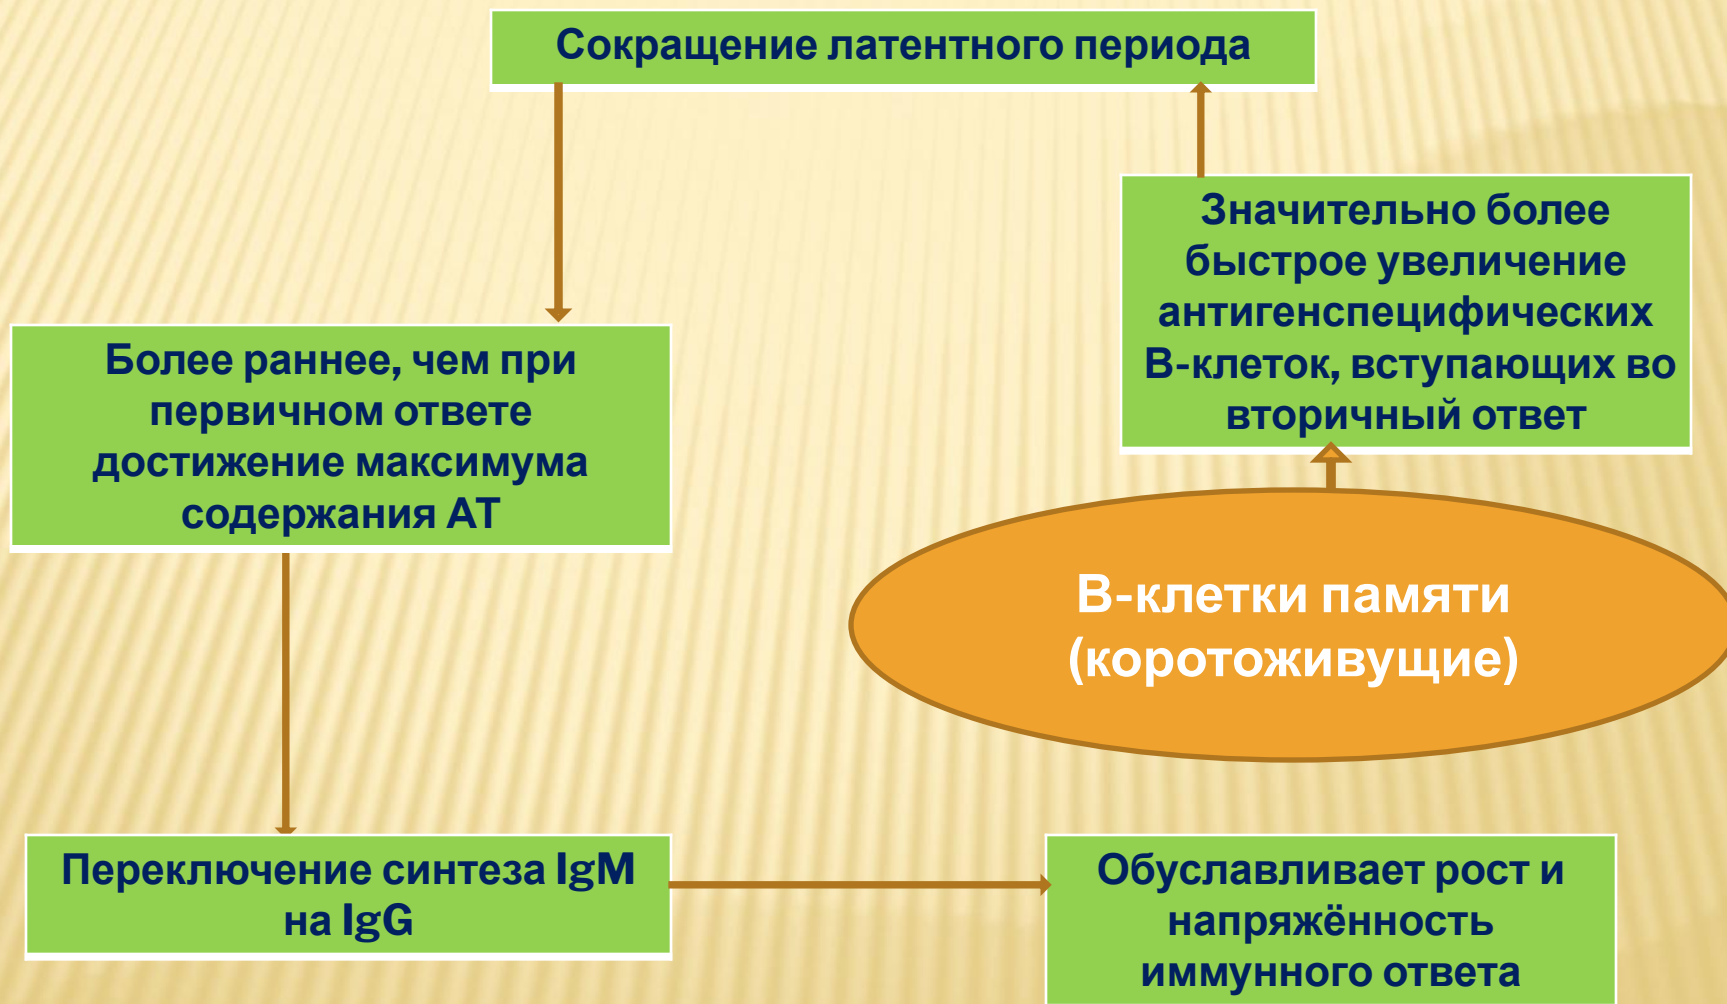 Сокращение латентного периода
Значительно более
быстрое увеличение
антигенспецифических
В-клеток, вступающих во
вторичный ответ
Более раннее, чем при
первичном ответе
достижение максимума
содержания АТ
В-клетки памяти
(коротоживущие)
Переключение синтеза IgM
на IgG
Обуславливает рост и
напряжённость
иммунного ответа